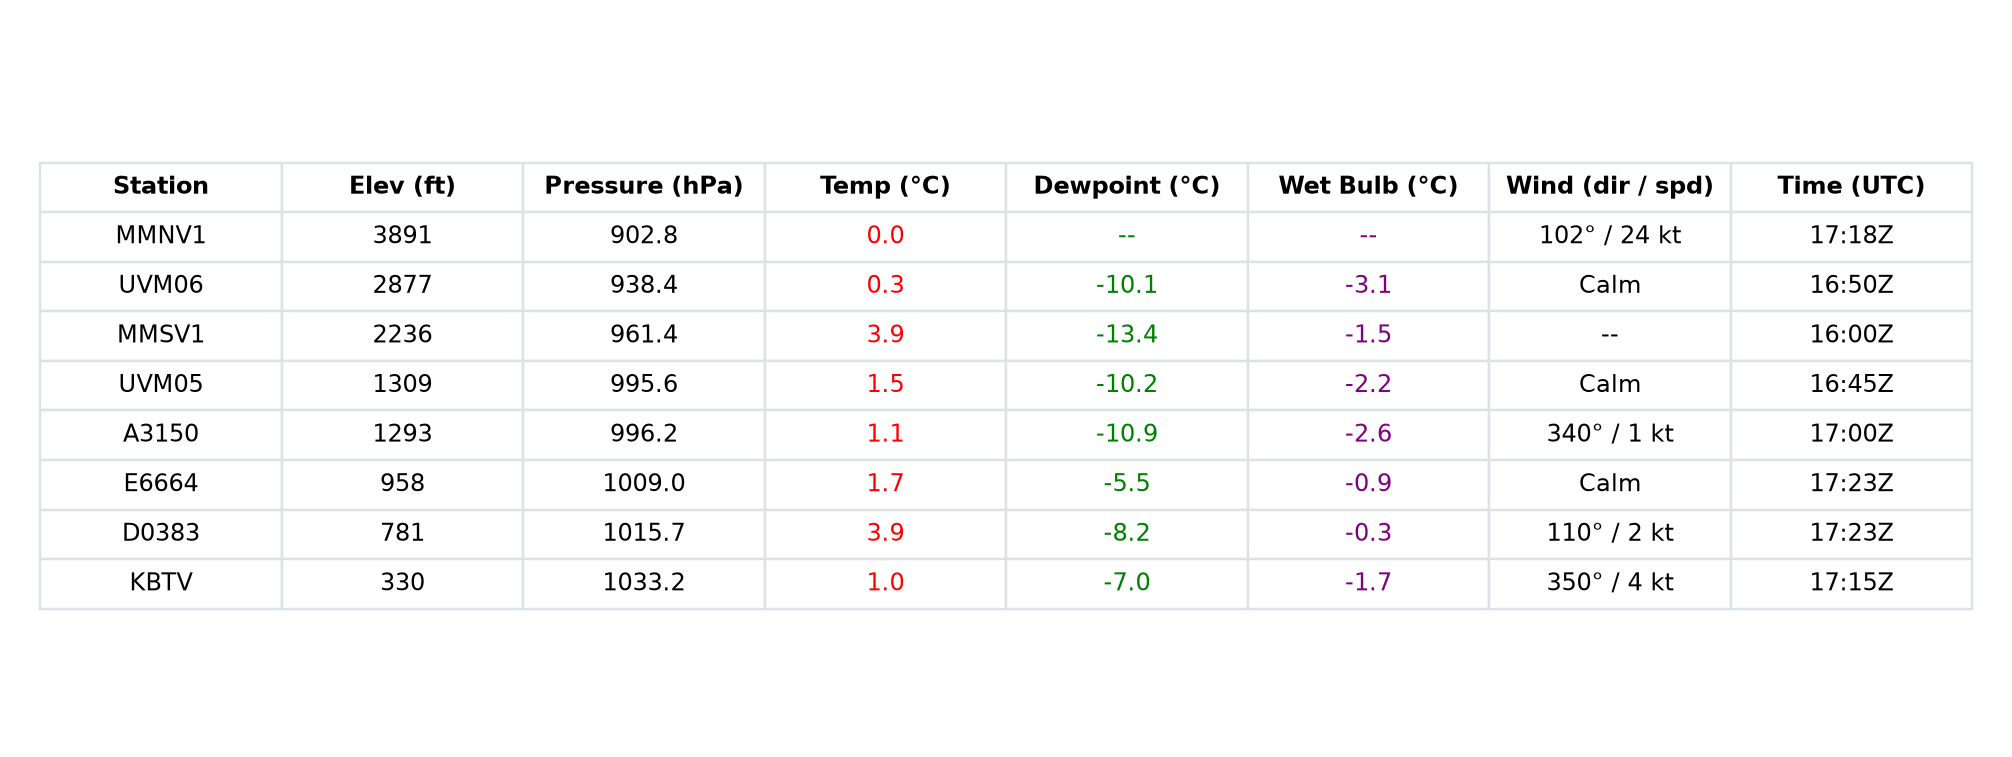 Station Elev (ft) Pressure (hPa) Temp (°C) Dewpoint (°C) Wet Bulb (°C) Wind (dir / spd) Time (UTC)
MMNV1 3891 902.8 0.0 -- -- 102° / 24 kt 17:18Z
UVM06 2877 938.4 0.3 -10.1 -3.1 Calm 16:50Z
MMSV1 2236 961.4 3.9 -13.4 -1.5 -- 16:00Z
UVM05 1309 995.6 1.5 -10.2 -2.2 Calm 16:45Z
A3150 1293 996.2 1.1 -10.9 -2.6 340° / 1 kt 17:00Z
E6664 958 1009.0 1.7 -5.5 -0.9 Calm 17:23Z
D0383 781 1015.7 3.9 -8.2 -0.3 110° / 2 kt 17:23Z
KBTV 330 1033.2 1.0 -7.0 -1.7 350° / 4 kt 17:15Z